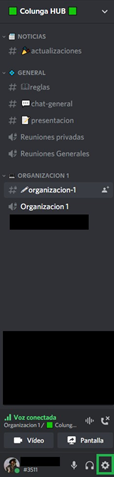 Colunga HUB
NOTICIAS
actualizaciones
GENERAL
reglas
chat-general
presentacion
Reuniones privadas
Reuniones Generales
ORGANIZACION 1
organizacion-1
Organizacion 1
Voz conectada
Organizacion 1 / Colung...
Vídeo
Pantalla
#3511